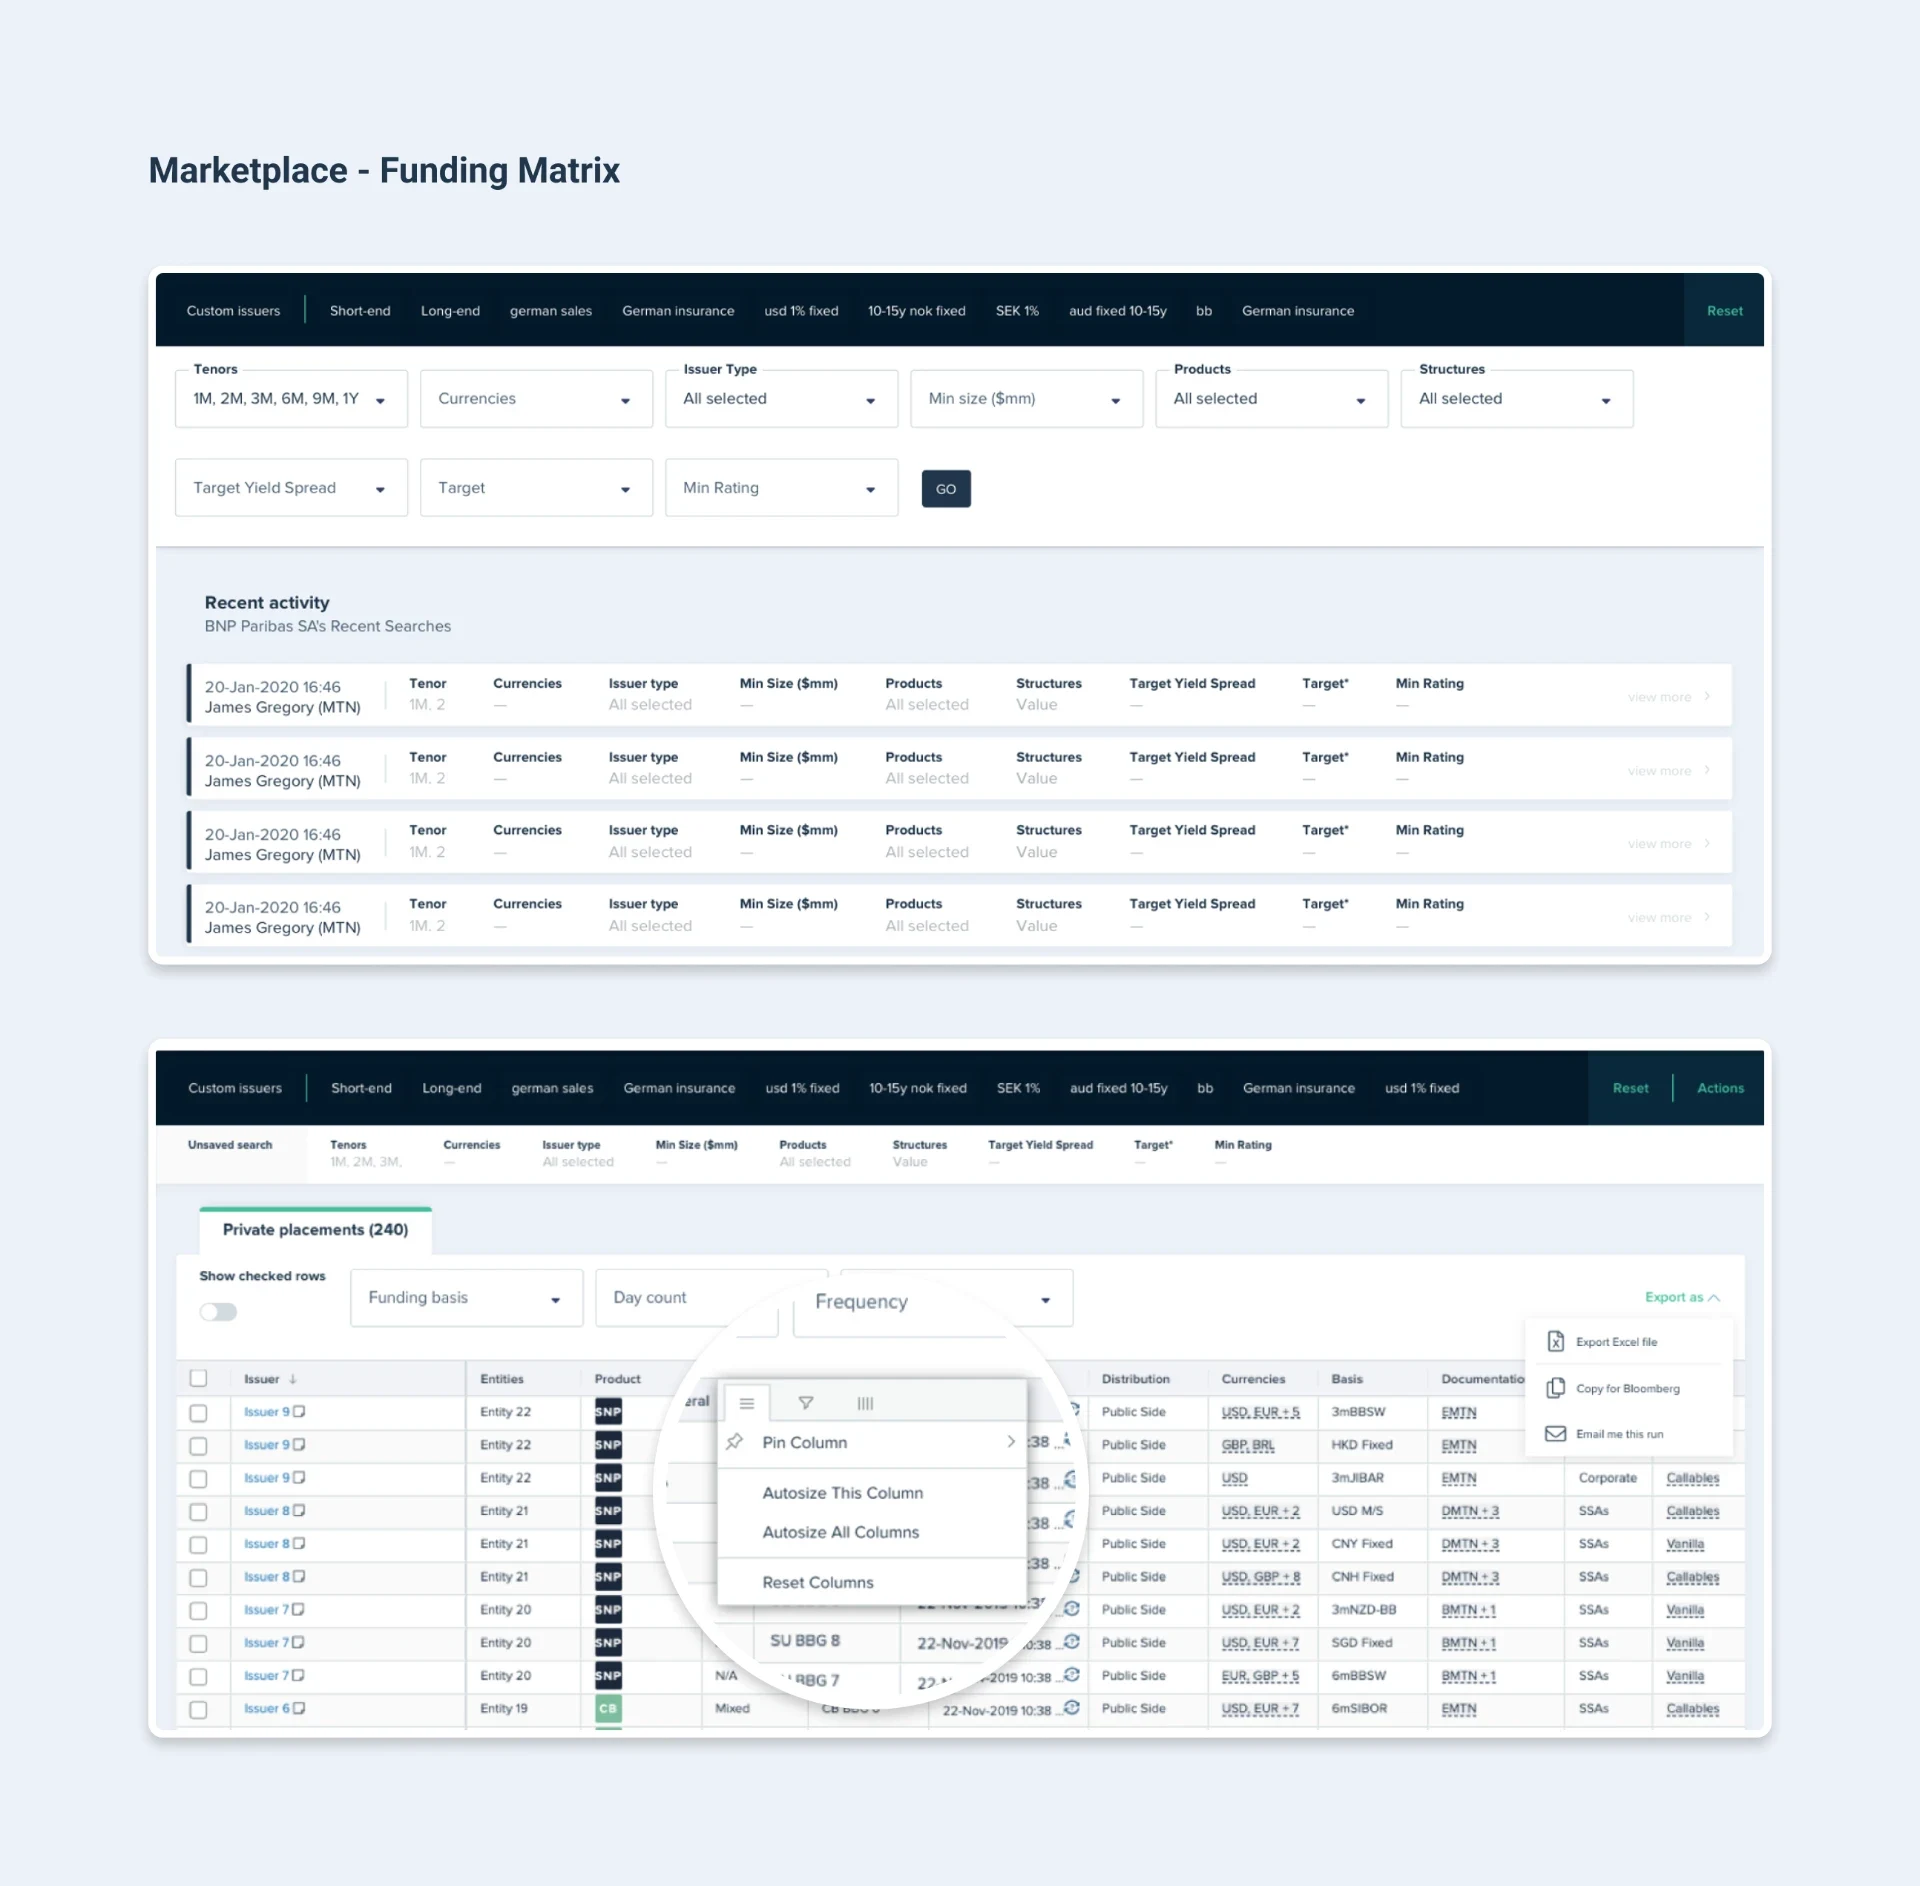 Marketplace - Funding Matrix
Custom issuers Short-end Long-end german sales German insurance usd 1% fixed 10-15y nok fixed SEK 1% aud fixed 10-15y bb German insurance Reset
Tenors Issuer Type Products Structures
1M, 2M, 3M, 6M, 9M, 1Y Currencies All selected Min size ($mm) All selected All selected
Target Yield Spread Target Min Rating GO
Recent activity
BNP Paribas SA's Recent Searches
20-Jan-2020 16:46 Tenor Currencies Issuer type Min Size ($mm) Products Structures Target Yield Spread Target* Min Rating view more
James Gregory (MTN) 1M. 2 — All selected — All selected Value — — —
20-Jan-2020 16:46 Tenor Currencies Issuer type Min Size ($mm) Products Structures Target Yield Spread Target* Min Rating view more
James Gregory (MTN) 1M. 2 — All selected — All selected Value — — —
20-Jan-2020 16:46 Tenor Currencies Issuer type Min Size ($mm) Products Structures Target Yield Spread Target* Min Rating view more
James Gregory (MTN) 1M. 2 — All selected — All selected Value — — —
20-Jan-2020 16:46 Tenor Currencies Issuer type Min Size ($mm) Products Structures Target Yield Spread Target* Min Rating view more
James Gregory (MTN) 1M. 2 — All selected — All selected Value — — —
Custom issuers Short-end Long-end german sales German insurance usd 1% fixed 10-15y nok fixed SEK 1% aud fixed 10-15y bb German insurance usd 1% fixed Reset Actions
Unsaved search Tenors Currencies Issuer type Min Size ($mm) Products Structures Target Yield Spread Target* Min Rating
1M, 2M, 3M, — All selected — All selected Value — — —
Private placements (240)
Show checked rows
Funding basis Day count Frequency Export as
Export Excel file
Copy for Bloomberg
Email me this run
Issuer Entities Product Distribution Currencies Basis Documentatio
Issuer 9 Entity 22 SNP Public Side USD, EUR + 5 3mBBSW EMTN
Issuer 9 Entity 22 SNP Public Side GBP, BRL HKD Fixed EMTN
Issuer 9 Entity 22 SNP Public Side USD 3mJIBAR EMTN Corporate Callables
Issuer 8 Entity 21 SNP Public Side USD, EUR + 2 USD M/S DMTN + 3 SSAs Callables
Issuer 8 Entity 21 SNP Public Side USD, EUR + 2 CNY Fixed DMTN + 3 SSAs Vanilla
Issuer 8 Entity 21 SNP Public Side USD, GBP + 8 CNH Fixed DMTN + 3 SSAs Callables
Issuer 7 Entity 20 SNP Public Side USD, EUR + 2 3mNZD-BB BMTN + 1 SSAs Vanilla
Issuer 7 Entity 20 SNP Public Side USD, EUR + 7 SGD Fixed BMTN + 1 SSAs Vanilla
Issuer 7 Entity 20 SNP N/A Public Side EUR, GBP + 5 6mBBSW BMTN + 1 SSAs Vanilla
Issuer 6 Entity 19 CB Mixed 22-Nov-2019 10:38 ... Public Side USD, EUR + 7 6mSIBOR EMTN SSAs Callables
Pin Column
Autosize This Column
Autosize All Columns
Reset Columns
SU BBG 8 22-Nov-2019
BBG 7